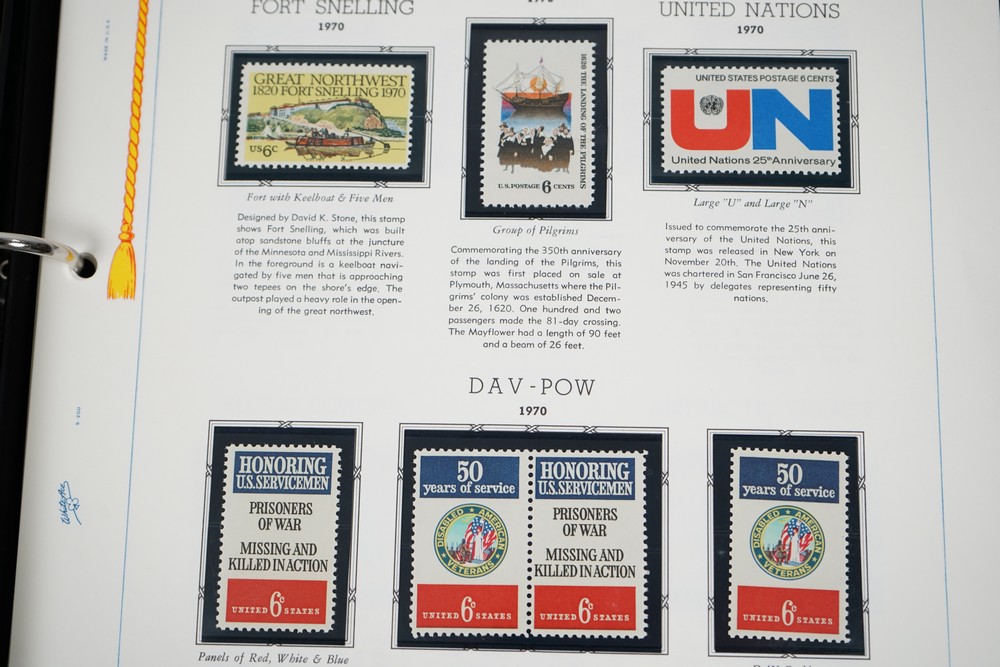 FORT SNELLING
1970
GREAT NORTHWEST
1820 FORT SNELLING 1970
US 6c
Fort with Keelboat & Five Men
Designed by David K. Stone, this stamp
shows Fort Snelling, which was built
atop sandstone bluffs at the juncture
of the Minnesota and Mississippi Rivers.
In the foreground is a keelboat navi-
gated by five men that is approaching
two tepees on the shore's edge. The
outpost played a heavy role in the open-
ing of the great northwest.
1970
1620 THE LANDING OF THE PILGRIMS
U.S. POSTAGE 6 CENTS
Group of Pilgrims
Commemorating the 350th anniversary
of the landing of the Pilgrims, this
stamp was first placed on sale at
Plymouth, Massachusetts where the Pil-
grims' colony was established Decem-
ber 26, 1620. One hundred and two
passengers made the 81-day crossing.
The Mayflower had a length of 90 feet
and a beam of 26 feet.
UNITED NATIONS
1970
UNITED STATES POSTAGE 6 CENTS
UN
United Nations 25th Anniversary
Large "U" and Large "N"
Issued to commemorate the 25th anni-
versary of the United Nations, this
stamp was released in New York on
November 20th. The United Nations
was chartered in San Francisco June 26,
1945 by delegates representing fifty
nations.
DAV-POW
1970
HONORING
U.S. SERVICEMEN
PRISONERS
OF WAR
MISSING AND
KILLED IN ACTION
UNITED 6c STATES
Panels of Red, White & Blue
50
years of service
DISABLED AMERICAN
VETERANS
UNITED 6c STATES
HONORING
U.S. SERVICEMEN
PRISONERS
OF WAR
MISSING AND
KILLED IN ACTION
UNITED 6c STATES
50
years of service
DISABLED AMERICAN
VETERANS
UNITED 6c STATES
MADE IN U.S.A.
White Ace